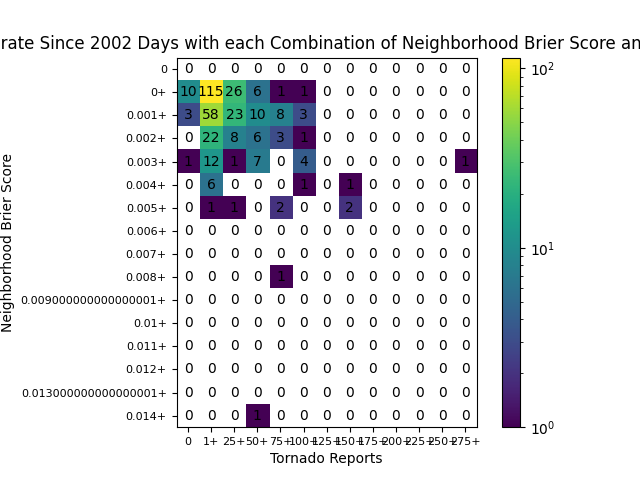 rate Since 2002 Days with each Combination of Neighborhood Brier Score an
Neighborhood Brier Score
0 0 0 0 0 0 0 0 0 0 0 0 0 0
0+ 10 115 26 6 1 1 0 0 0 0 0 0 0
0.001+ 3 58 23 10 8 3 0 0 0 0 0 0 0
0.002+ 0 22 8 6 3 1 0 0 0 0 0 0 0
0.003+ 1 12 1 7 0 4 0 0 0 0 0 0 1
0.004+ 0 6 0 0 0 1 0 1 0 0 0 0 0
0.005+ 0 1 1 0 2 0 0 2 0 0 0 0 0
0.006+ 0 0 0 0 0 0 0 0 0 0 0 0 0
0.007+ 0 0 0 0 0 0 0 0 0 0 0 0 0
0.008+ 0 0 0 0 1 0 0 0 0 0 0 0 0
0.009000000000000001+ 0 0 0 0 0 0 0 0 0 0 0 0 0
0.01+ 0 0 0 0 0 0 0 0 0 0 0 0 0
0.011+ 0 0 0 0 0 0 0 0 0 0 0 0 0
0.012+ 0 0 0 0 0 0 0 0 0 0 0 0 0
0.013000000000000001+ 0 0 0 0 0 0 0 0 0 0 0 0 0
0.014+ 0 0 0 1 0 0 0 0 0 0 0 0 0
0 1+ 25+ 50+ 75+ 100+ 125+ 150+ 175+ 200+ 225+ 250+ 275+
Tornado Reports
10²
10¹
10⁰